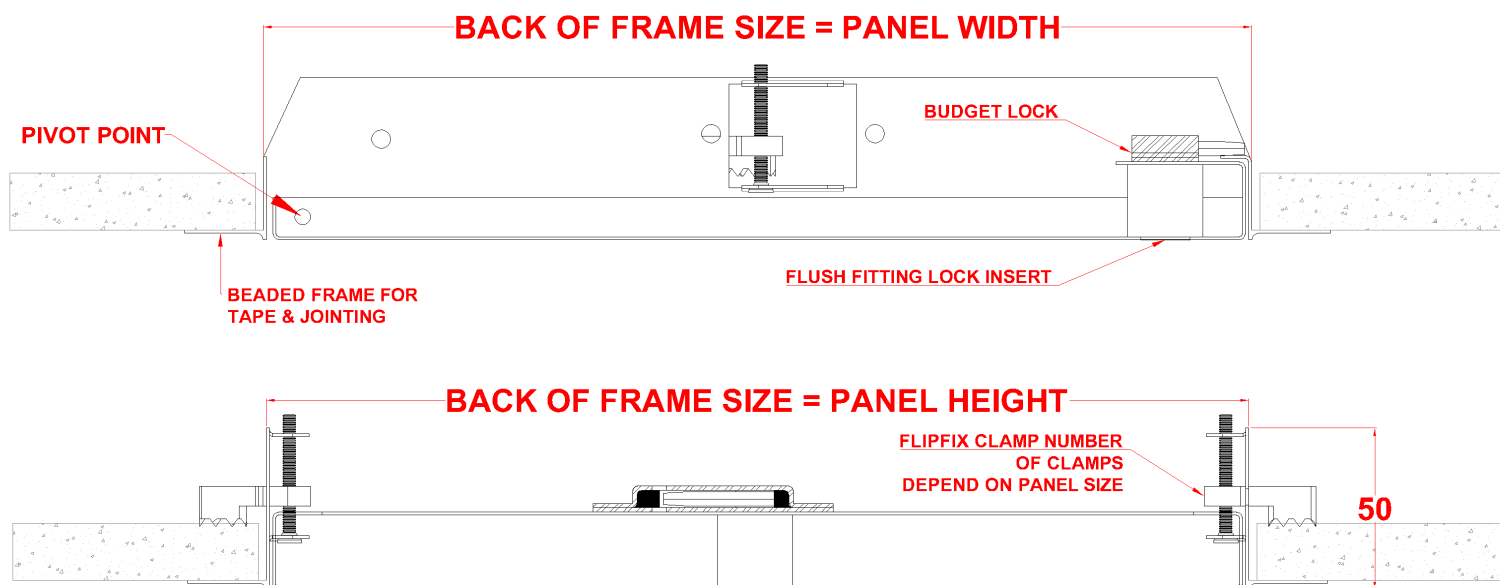 BACK OF FRAME SIZE = PANEL WIDTH
PIVOT POINT
BUDGET LOCK
FLUSH FITTING LOCK INSERT
BEADED FRAME FOR
TAPE & JOINTING
BACK OF FRAME SIZE = PANEL HEIGHT
FLIPFIX CLAMP NUMBER
OF CLAMPS
DEPEND ON PANEL SIZE
50